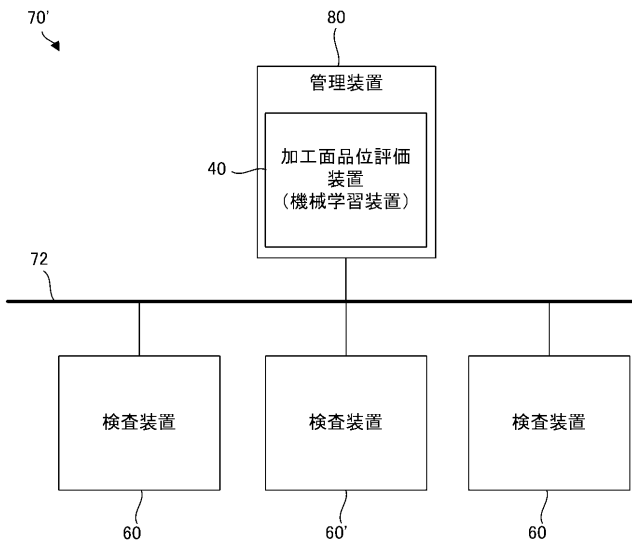 70'
80
管理装置
40
加工面品位評価
装置
(機械学習装置)
72
検査装置
検査装置
検査装置
60
60'
60